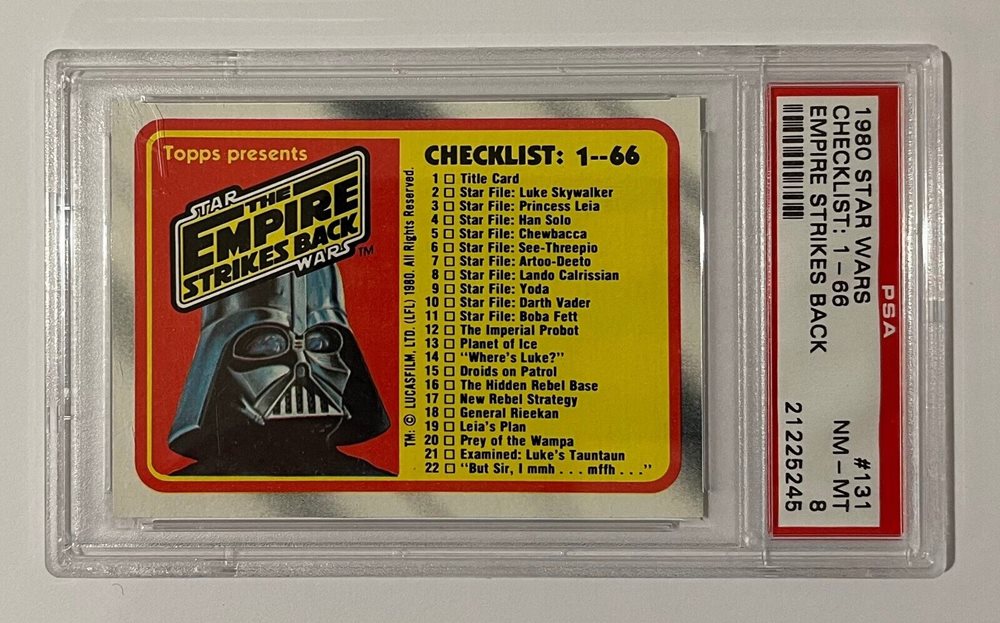 Topps presents
STAR
THE
EMPIRE
STRIKES BACK
WARS™
TM: © LUCASFILM, LTD. (LFL) 1980. All Rights Reserved.
CHECKLIST: 1--66
1 □ Title Card
2 □ Star File: Luke Skywalker
3 □ Star File: Princess Leia
4 □ Star File: Han Solo
5 □ Star File: Chewbacca
6 □ Star File: See-Threepio
7 □ Star File: Artoo-Deeto
8 □ Star File: Lando Calrissian
9 □ Star File: Yoda
10 □ Star File: Darth Vader
11 □ Star File: Boba Fett
12 □ The Imperial Probot
13 □ Planet of Ice
14 □ "Where's Luke?"
15 □ Droids on Patrol
16 □ The Hidden Rebel Base
17 □ New Rebel Strategy
18 □ General Rieekan
19 □ Leia's Plan
20 □ Prey of the Wampa
21 □ Examined: Luke's Tauntaun
22 □ "But Sir, I mmh . . . mffh . . ."
PSA
1980 STAR WARS #131
CHECKLIST: 1-66 NM-MT
EMPIRE STRIKES BACK 8
21225245